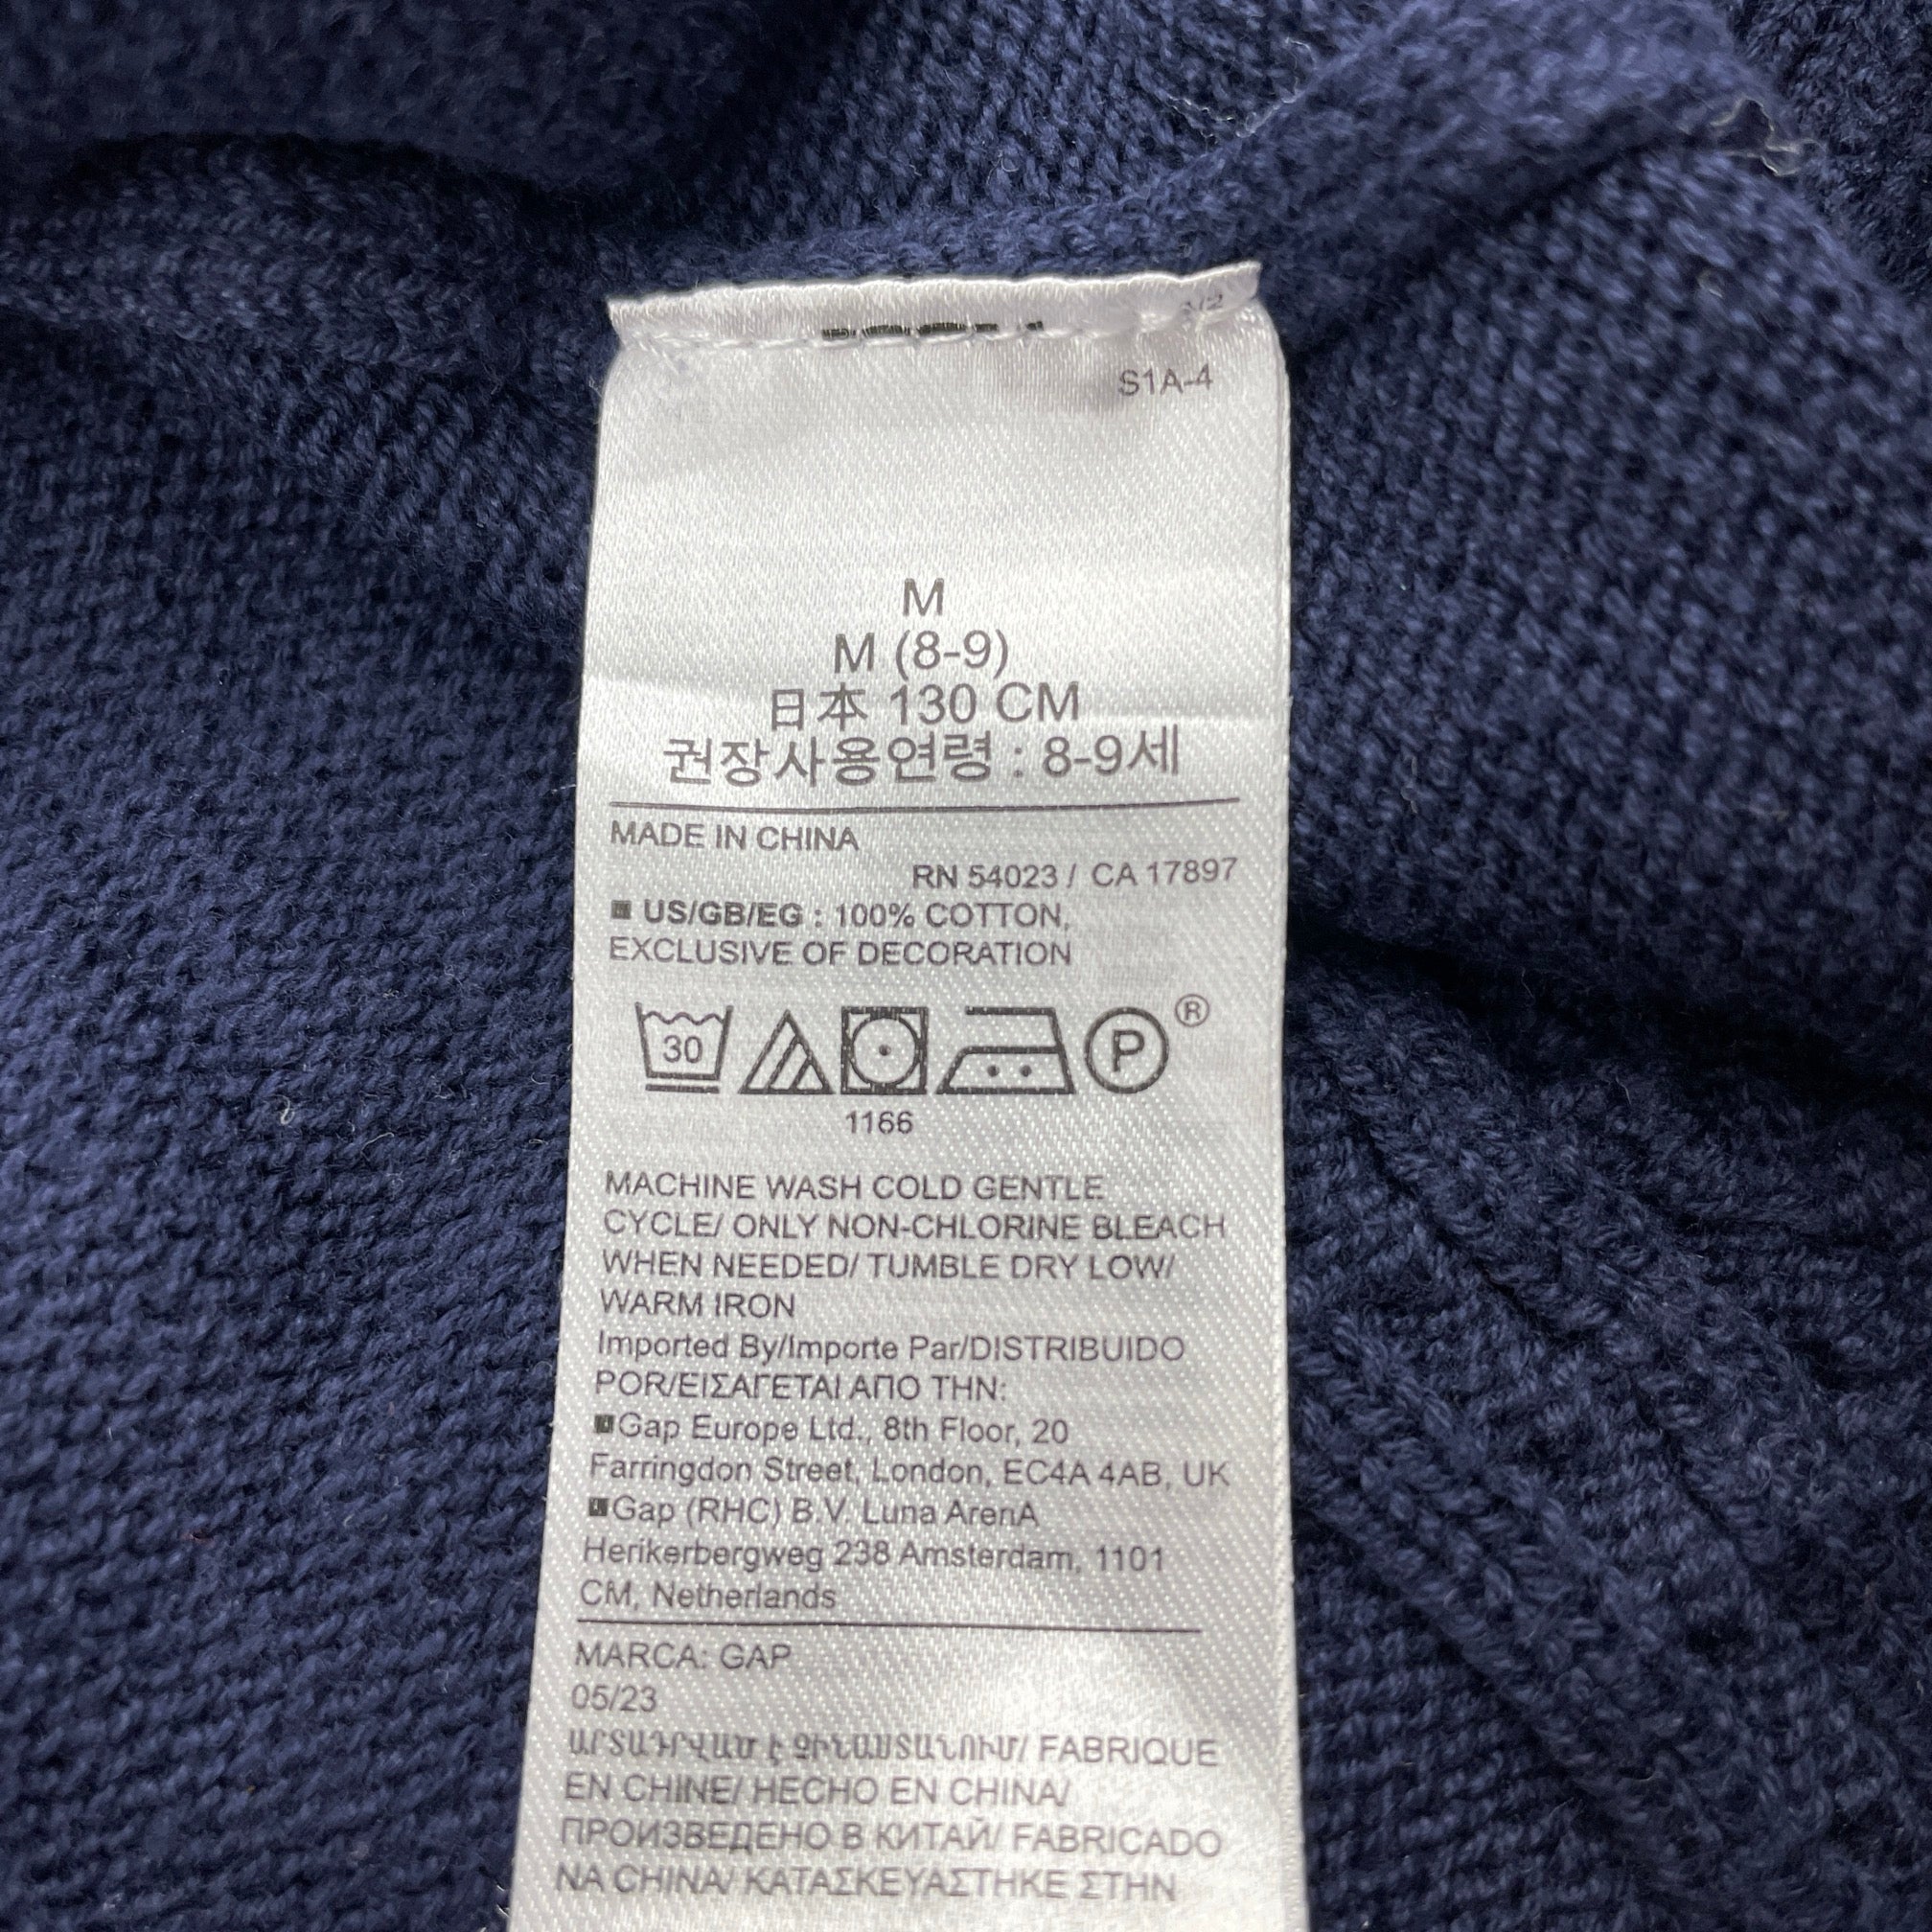 S1A-4
M
M (8-9)
日本 130 CM
권장사용연령 : 8-9세
MADE IN CHINA
RN 54023 / CA 17897
■ US/GB/EG : 100% COTTON,
EXCLUSIVE OF DECORATION
30
P
®
1166
MACHINE WASH COLD GENTLE
CYCLE/ ONLY NON-CHLORINE BLEACH
WHEN NEEDED/ TUMBLE DRY LOW/
WARM IRON
Imported By/Importe Par/DISTRIBUIDO
POR/ΕΙΣΑΓΕΤΑΙ ΑΠΟ ΤΗΝ:
■Gap Europe Ltd., 8th Floor, 20
Farringdon Street, London, EC4A 4AB, UK
■Gap (RHC) B.V. Luna ArenA
Herikerbergweg 238 Amsterdam, 1101
CM, Netherlands
MARCA: GAP
05/23
ԱՐՏԱԴՐՎԱԾ Է ՉԻՆԱՍՏԱՆՈՒՄ/ FABRIQUE
EN CHINE/ HECHO EN CHINA/
ПРОИЗВЕДЕНО В КИТАЙ/ FABRICADO
NA CHINA/ ΚΑΤΑΣΚΕΥΑΣΤΗΚΕ ΣΤΗΝ